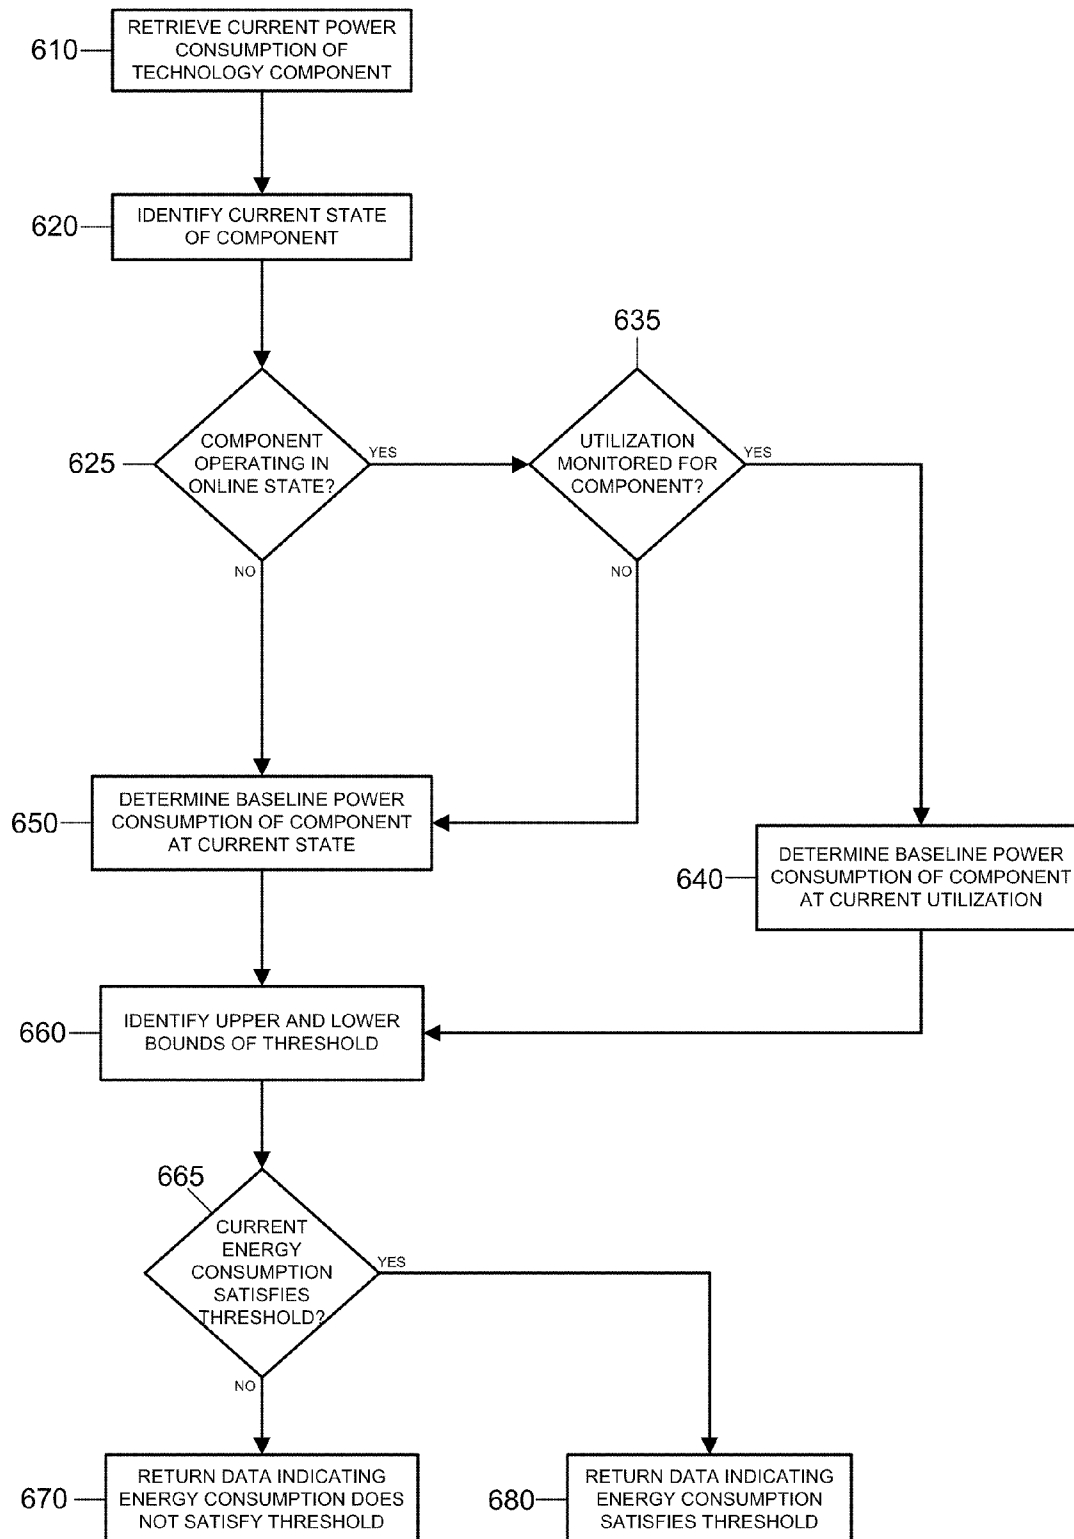 610
RETRIEVE CURRENT POWER
CONSUMPTION OF
TECHNOLOGY COMPONENT
620
IDENTIFY CURRENT STATE
OF COMPONENT
625
COMPONENT
OPERATING IN
ONLINE STATE?
YES
NO
635
UTILIZATION
MONITORED FOR
COMPONENT?
YES
NO
650
DETERMINE BASELINE POWER
CONSUMPTION OF COMPONENT
AT CURRENT STATE
640
DETERMINE BASELINE POWER
CONSUMPTION OF COMPONENT
AT CURRENT UTILIZATION
660
IDENTIFY UPPER AND LOWER
BOUNDS OF THRESHOLD
665
CURRENT
ENERGY
CONSUMPTION
SATISFIES
THRESHOLD?
YES
NO
670
RETURN DATA INDICATING
ENERGY CONSUMPTION DOES
NOT SATISFY THRESHOLD
680
RETURN DATA INDICATING
ENERGY CONSUMPTION
SATISFIES THRESHOLD